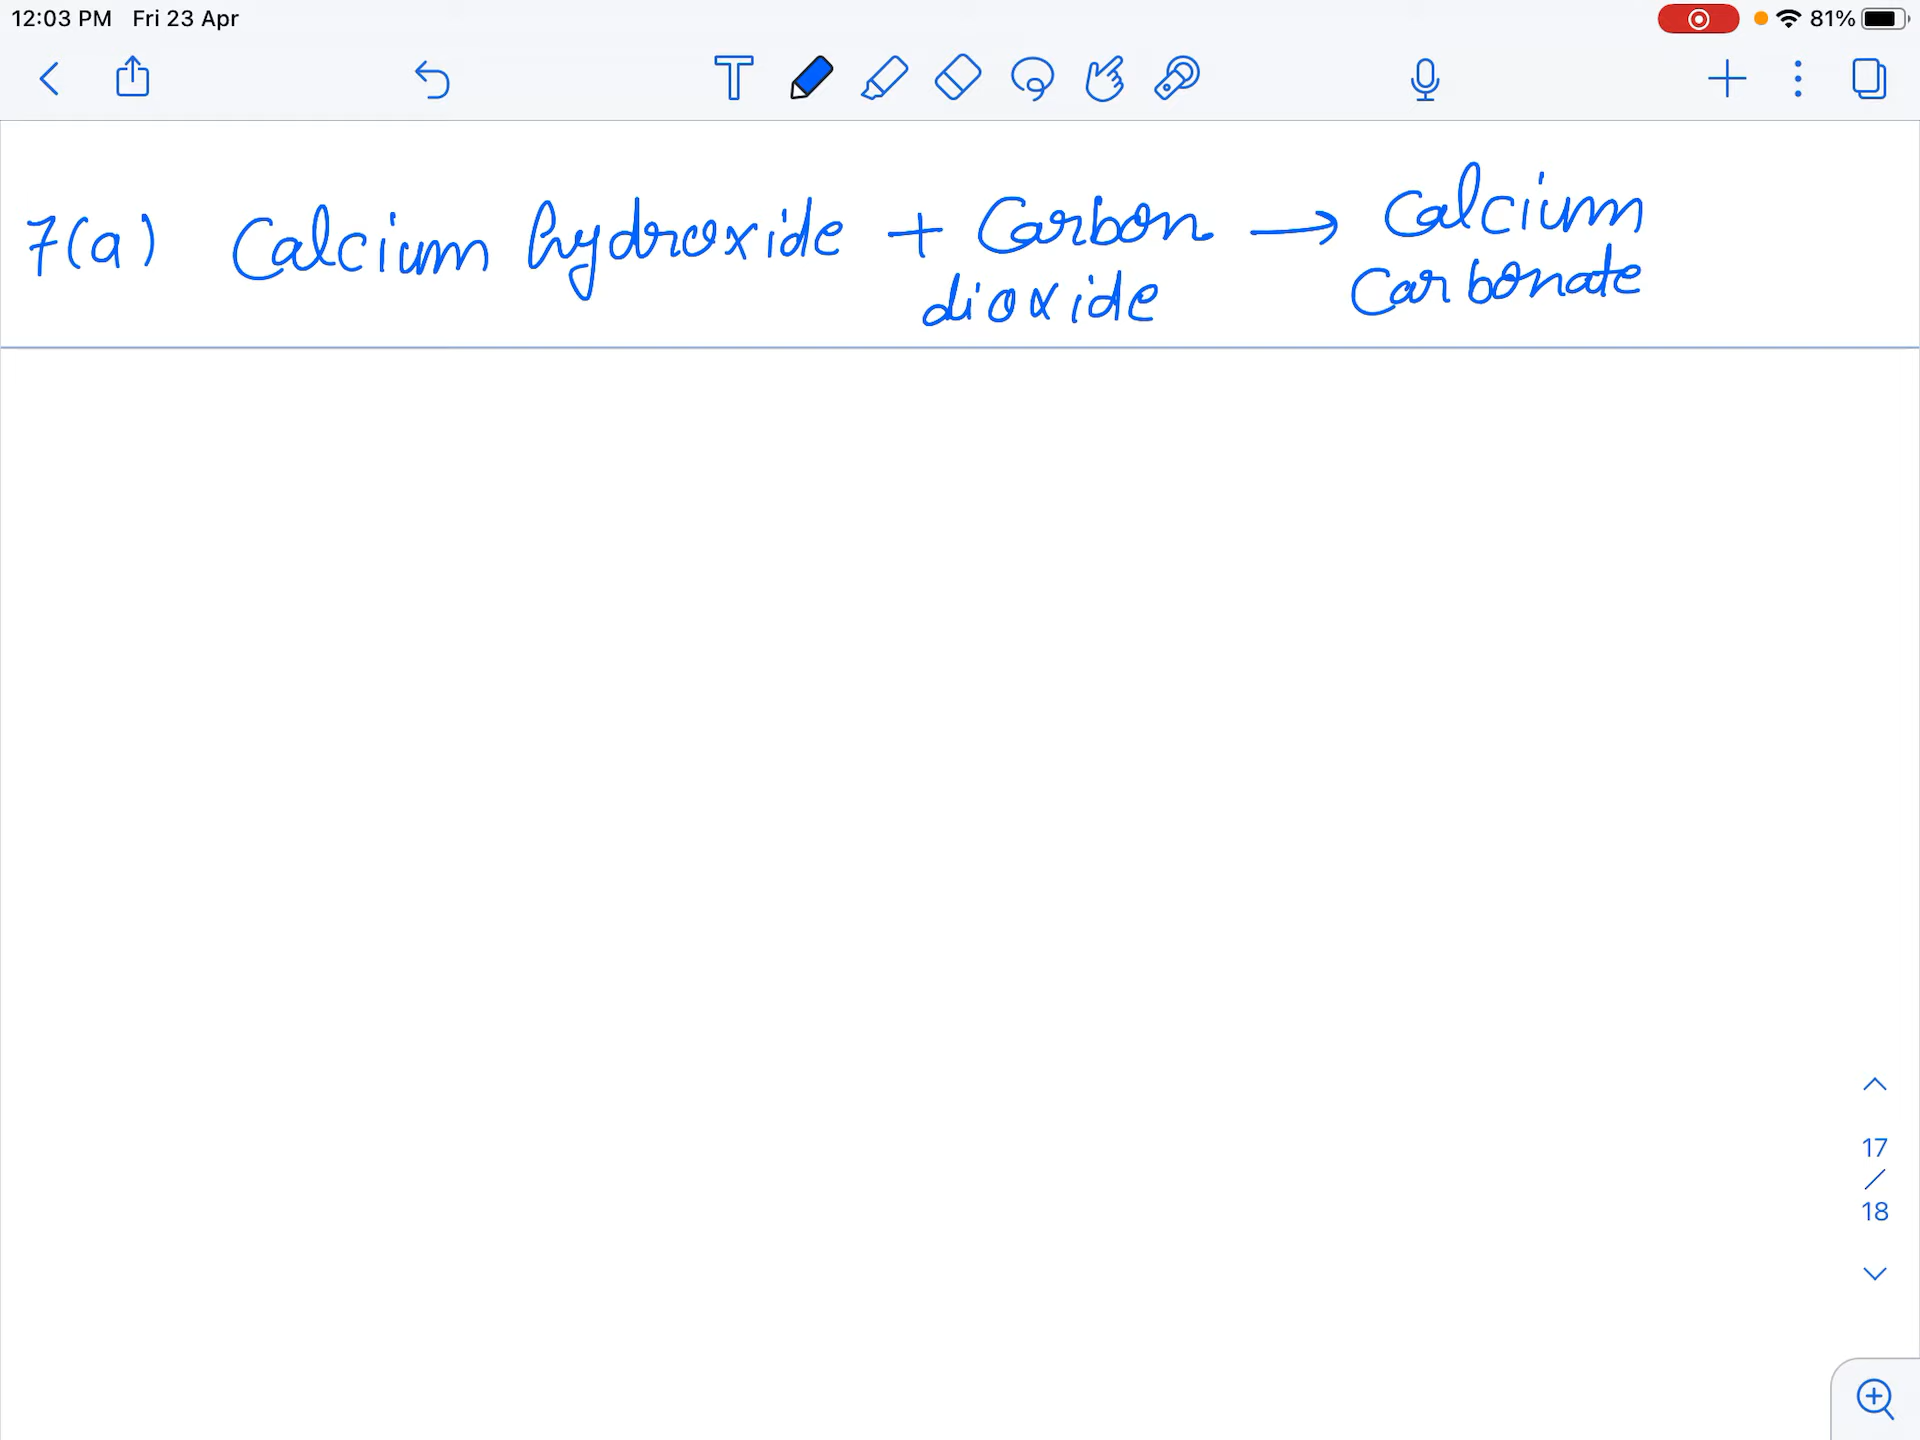 12:03 PM Fri 23 Apr 81%
T
7(a) Calcium hydroxide + Carbon → Calcium
dioxide Carbonate
17
/
18